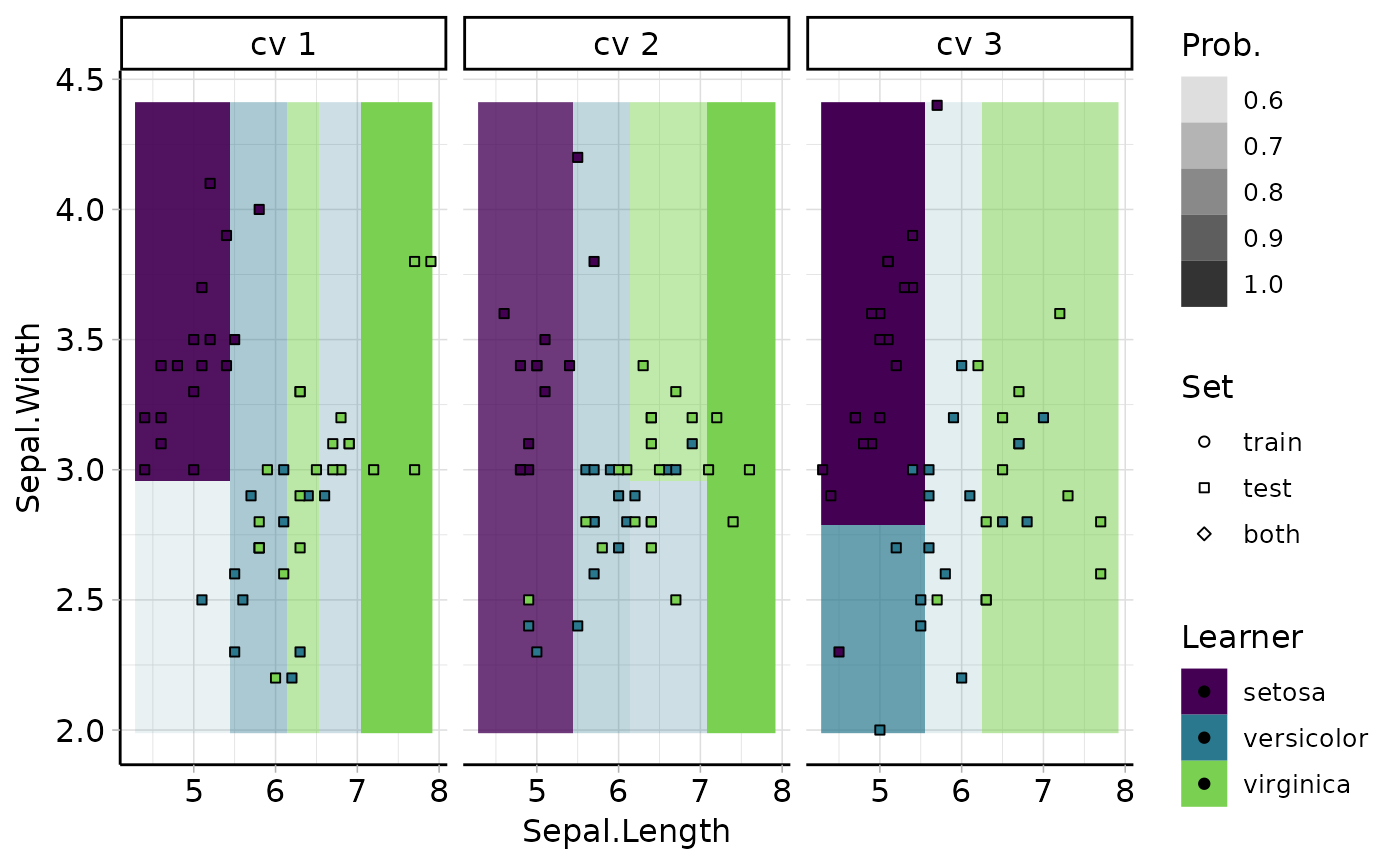 cv 1 cv 2 cv 3
Sepal.Width
4.5
4.0
3.5
3.0
2.5
2.0
5 6 7 8 5 6 7 8 5 6 7 8
Sepal.Length
Prob.
0.6
0.7
0.8
0.9
1.0
Set
train
test
both
Learner
setosa
versicolor
virginica